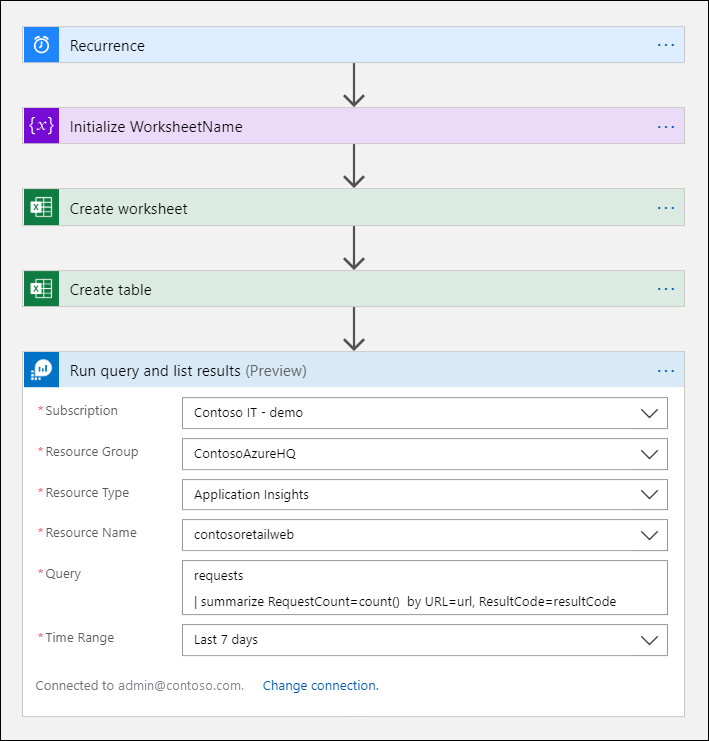 Recurrence ...
{x} Initialize WorksheetName ...
X Create worksheet ...
X Create table ...
Run query and list results (Preview) ...
* Subscription Contoso IT - demo
* Resource Group ContosoAzureHQ
* Resource Type Application Insights
* Resource Name contosoretailweb
* Query requests
| summarize RequestCount=count()  by URL=url, ResultCode=resultCode
* Time Range Last 7 days
Connected to admin@contoso.com. Change connection.